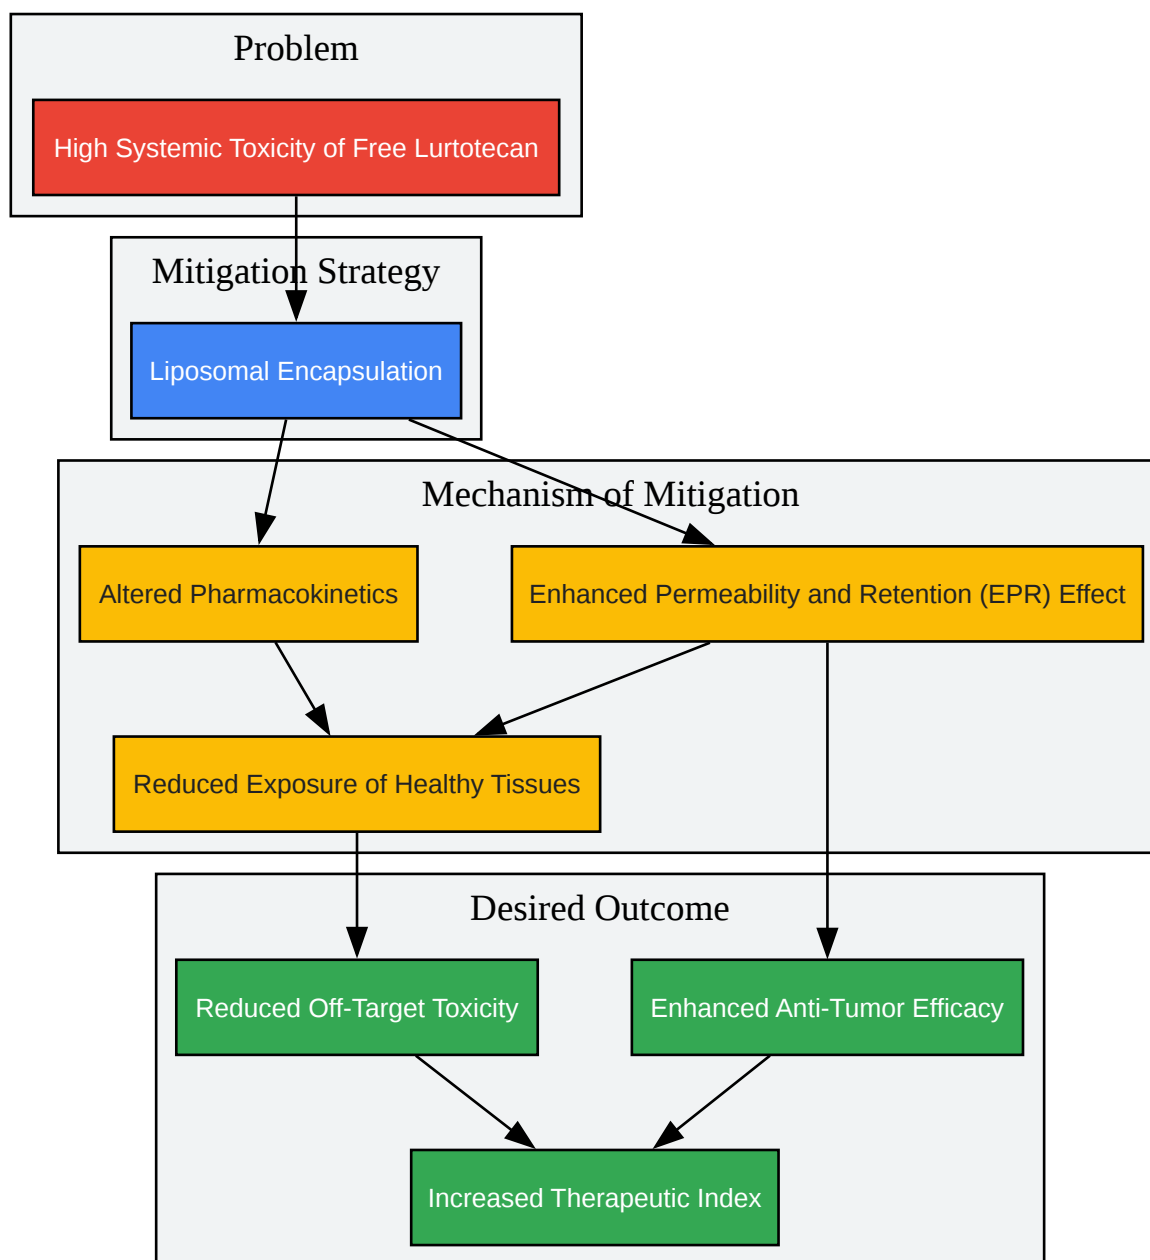 Problem
High Systemic Toxicity of Free Lurtotecan
Mitigation Strategy
Liposomal Encapsulation
Mechanism of Mitigation
Altered Pharmacokinetics
Enhanced Permeability and Retention (EPR) Effect
Reduced Exposure of Healthy Tissues
Desired Outcome
Reduced Off-Target Toxicity
Enhanced Anti-Tumor Efficacy
Increased Therapeutic Index